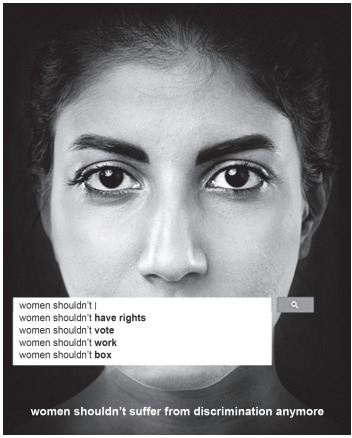 women shouldn't
women shouldn't have rights
women shouldn't vote
women shouldn't work
women shouldn't box
women shouldn't suffer from discrimination anymore